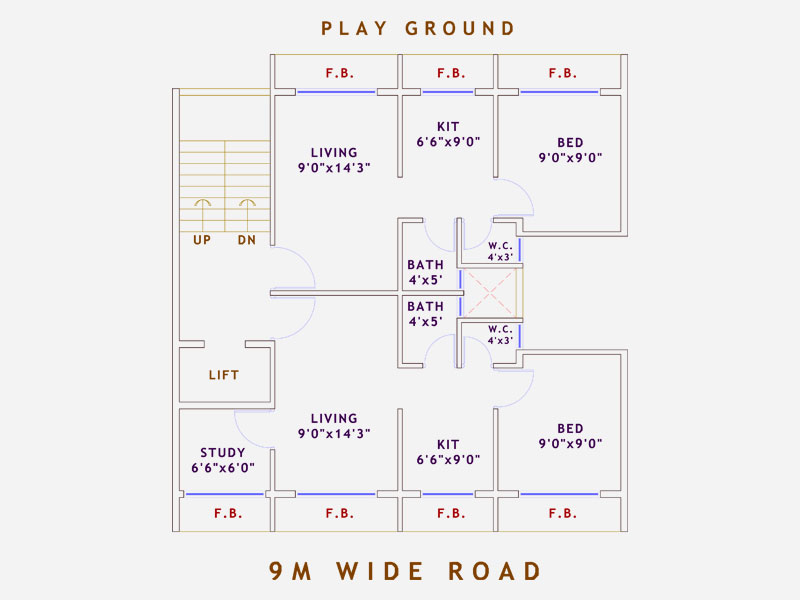 PLAY GROUND
F.B.
F.B.
F.B.
KIT
6'6"x9'0"
LIVING
9'0"x14'3"
BED
9'0"x9'0"
UP
DN
W.C.
4'x3'
BATH
4'x5'
BATH
4'x5'
W.C.
4'x3'
LIFT
LIVING
9'0"x14'3"
BED
9'0"x9'0"
KIT
6'6"x9'0"
STUDY
6'6"x6'0"
F.B.
F.B.
F.B.
F.B.
9M WIDE ROAD